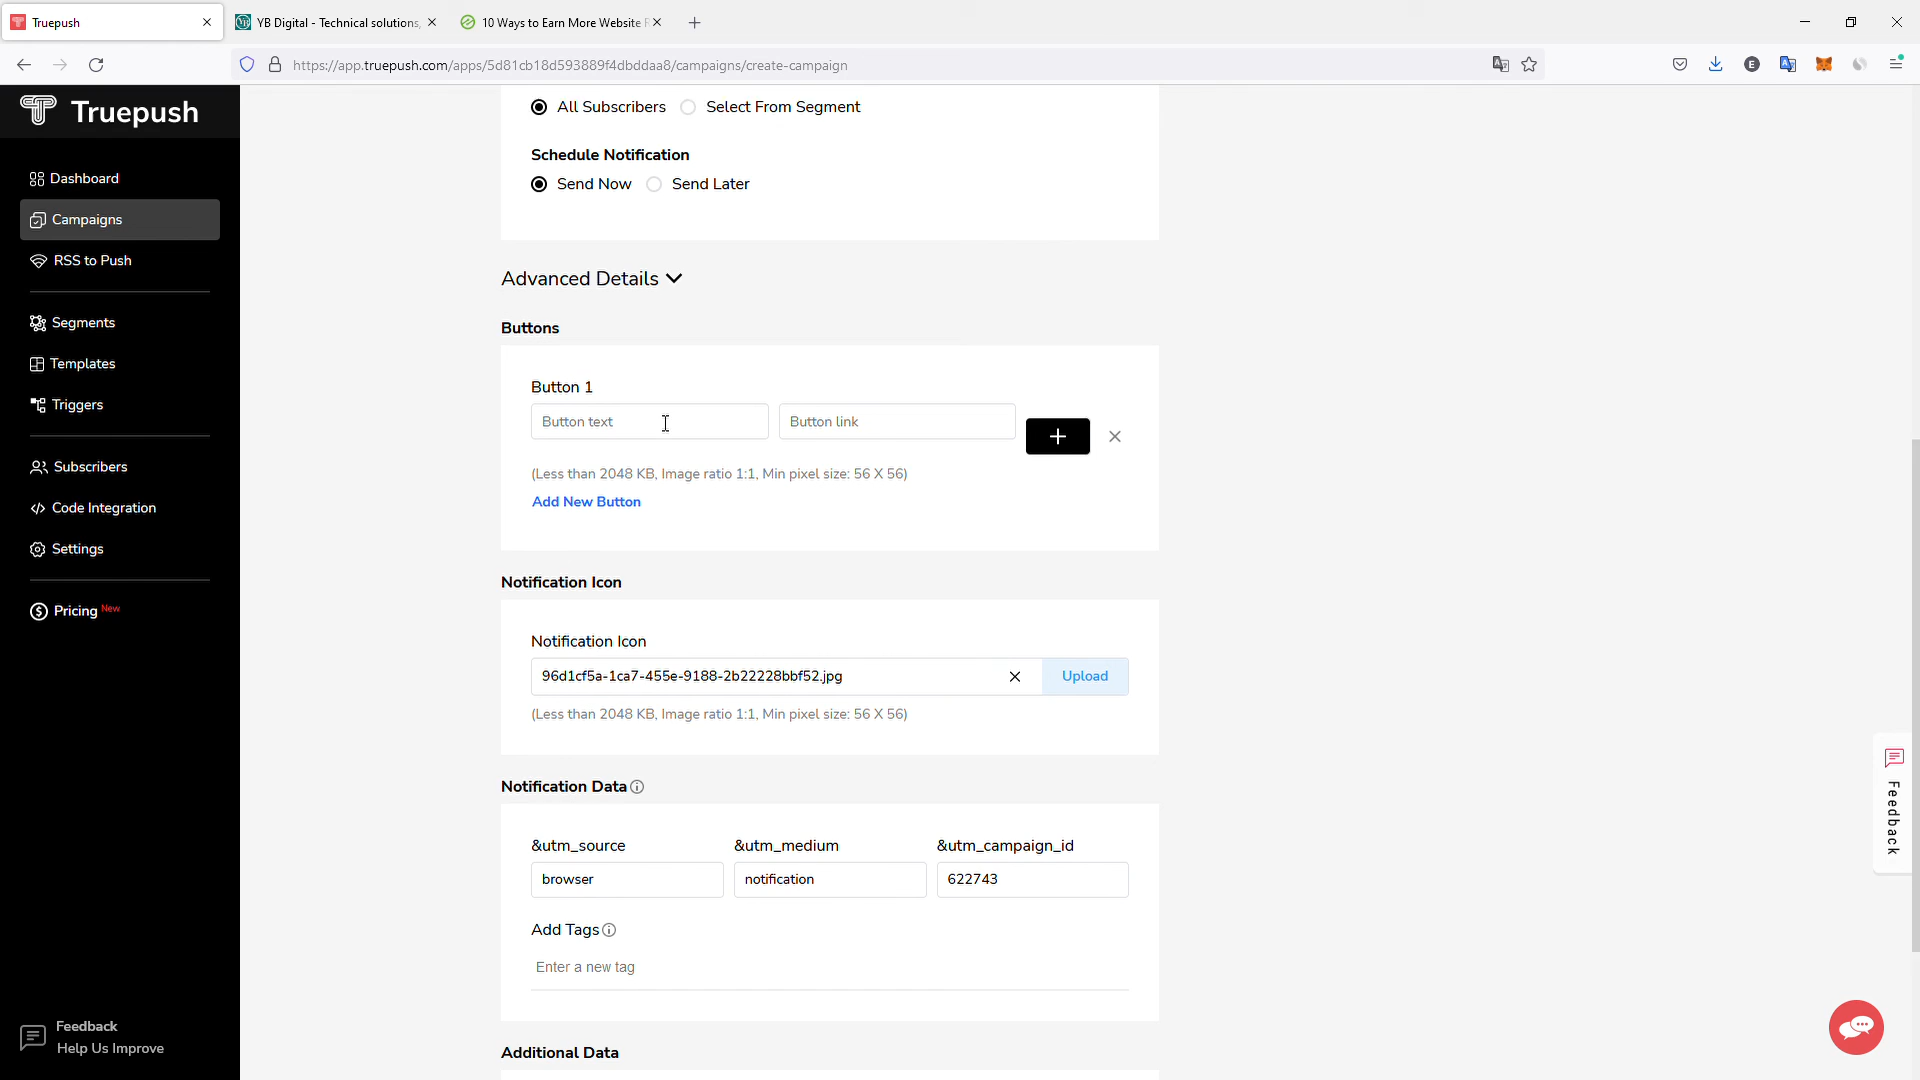 Truepush
YB Digital - Technical solutions,
10 Ways to Earn More Website R
https://app.truepush.com/apps/5d81cb18d593889f4dbddaa8/campaigns/create-campaign
E
Truepush
Dashboard
Campaigns
RSS to Push
Segments
Templates
Triggers
Subscribers
Code Integration
Settings
Pricing New
Feedback
Help Us Improve
All Subscribers
Select From Segment
Schedule Notification
Send Now
Send Later
Advanced Details
Buttons
Button 1
Button text
Button link
(Less than 2048 KB, Image ratio 1:1, Min pixel size: 56 X 56)
Add New Button
Notification Icon
Notification Icon
96d1cf5a-1ca7-455e-9188-2b22228bbf52.jpg
Upload
(Less than 2048 KB, Image ratio 1:1, Min pixel size: 56 X 56)
Notification Data
&utm_source
&utm_medium
&utm_campaign_id
browser
notification
622743
Add Tags
Enter a new tag
Additional Data
Feedback